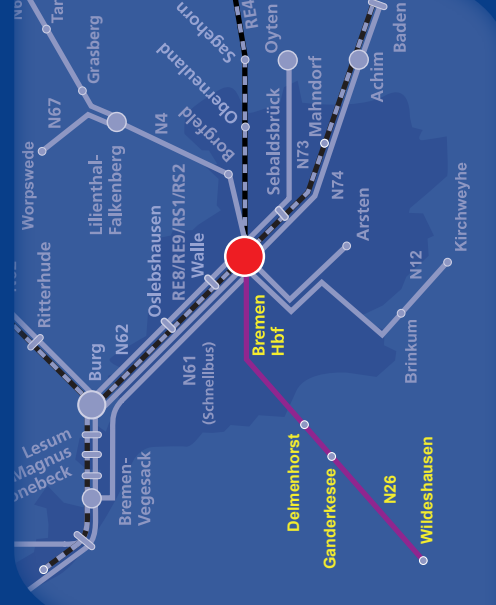 Tar
Grasberg
N67
Worpswede
Lilienthal-
Falkenberg
N4
Borgfeld
Oberneuland
Sagehorn
RE4
Oyten
Baden
Achim
Mahndorf
N73
Sebaldsbrück
N74
Arsten
Kirchweyhe
N12
Brinkum
Ritterhude
Oslebshausen
RE8/RE9/RS1/RS2
Walle
N62
Burg
N61
(Schnellbus)
Bremen
Hbf
Lesum
Magnus
Bremen-
Vegesack
Delmenhorst
Ganderkesee
N26
Wildeshausen